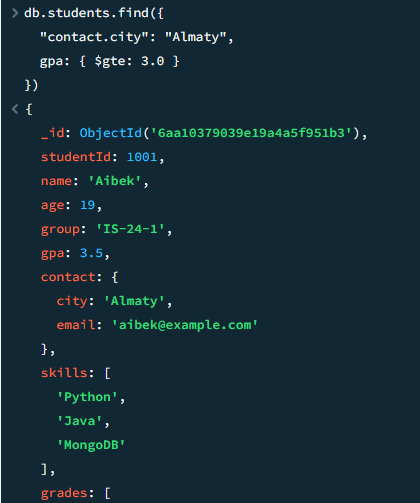 > db.students.find({
"contact.city": "Almaty",
gpa: { $gte: 3.0 }
})
< {
_id: ObjectId('6aa10379039e19a4a5f951b3'),
studentId: 1001,
name: 'Aibek',
age: 19,
group: 'IS-24-1',
gpa: 3.5,
contact: {
city: 'Almaty',
email: 'aibek@example.com'
},
skills: [
'Python',
'Java',
'MongoDB'
],
grades: [